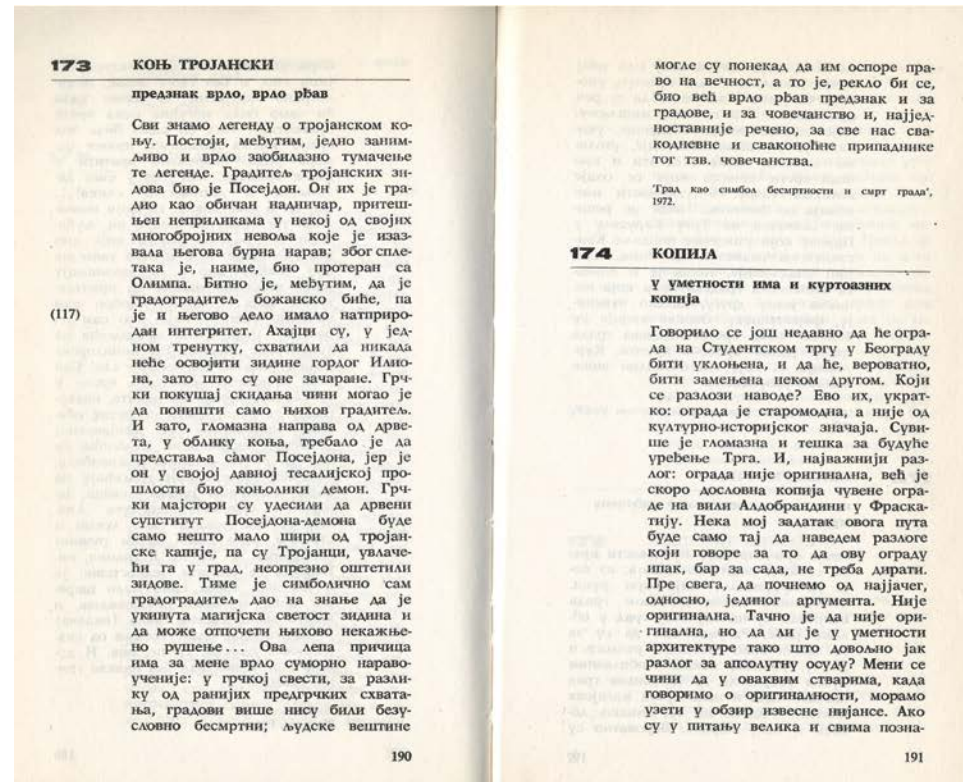 173 КОЊ ТРОЈАНСКИ
предзнак врло, врло рђав
Сви знамо легенду о тројанском ко-
њу. Постоји, међутим, једно заним-
љиво и врло заобилазно тумачење
те легенде. Градитељ тројанских зи-
дова био је Посејдон. Он их је гра-
дио као обичан надничар, притеш-
њен неприликама у некој од својих
многобројних невоља које је изаз-
вала његова бурна нарав; због спле-
така је, наиме, био протеран са
Олимпа. Битно је, међутим, да је
градоградитељ божанско биће, па
(117) је и његово дело имало натприро-
дан интегритет. Ахајци су, у јед-
ном тренутку, схватили да никада
неће освојити зидине гордог Илио-
на, зато што су оне зачаране. Грч-
ки покушај скидања чини могао је
да поништи само њихов градитељ.
И зато, гломазна направа од дрве-
та, у облику коња, требало је да
представља са̂мог Посејдона, јер је
он у својој давној тесалијској про-
шлости био коњолики демон. Грч-
ки мајстори су удесили да дрвени
супститут Посејдона-демона буде
само нешто мало шири од тројан-
ске капије, па су Тројанци, увлаче-
ћи га у град, неопрезно оштетили
зидове. Тиме је симболично сам
градоградитељ дао на знање да је
укинута магијска светост зидина и
да може отпочети њихово некажње-
но рушење... Ова лепа причица
има за мене врло суморно нараво-
ученије: у грчкој свести, за разли-
ку од ранијих предгрчких схвата-
ња, градови више нису били безу-
словно бесмртни; људске вештине
190
могле су понекад да им оспоре пра-
во на вечност, а то је, рекло би се,
био већ врло рђав предзнак и за
градове, и за човечанство и, најјед-
ноставније речено, за све нас сва-
кодневне и сваконоћне припаднике
тог тзв. човечанства.
'Град као симбол бесмртности и смрт града',
1972.
174 КОПИЈА
у уметности има и куртоазних
копија
Говорило се још недавно да ће огра-
да на Студентском тргу у Београду
бити уклоњена, и да ће, вероватно,
бити замењена неком другом. Који
се разлози наводе? Ево их, украт-
ко: ограда је старомодна, а није од
културно-историјског значаја. Суви-
ше је гломазна и тешка за будуће
уређење Трга. И, најважнији раз-
лог: ограда није оригинална, већ је
скоро дословна копија чувене огра-
де на вили Алдобрандини у Фраска-
тију. Нека мој задатак овога пута
буде само тај да наведем разлоге
који говоре за то да ову ограду
ипак, бар за сада, не треба дирати.
Пре свега, да почнемо од најјачег,
односно, јединог аргумента. Није
оригинална. Тачно је да није ори-
гинална, но да ли је у уметности
архитектуре тако што довољно јак
разлог за апсолутну осуду? Мени се
чини да у оваквим стварима, када
говоримо о оригиналности, морамо
узети у обзир извесне нијансе. Ако
су у питању велика и свима позна-
191